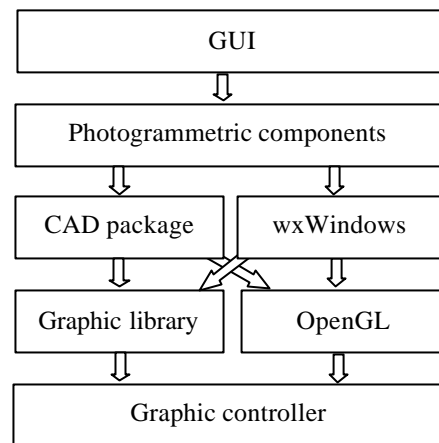 GUI
Photogrammetric components
CAD package
wxWindows
Graphic library
OpenGL
Graphic controller